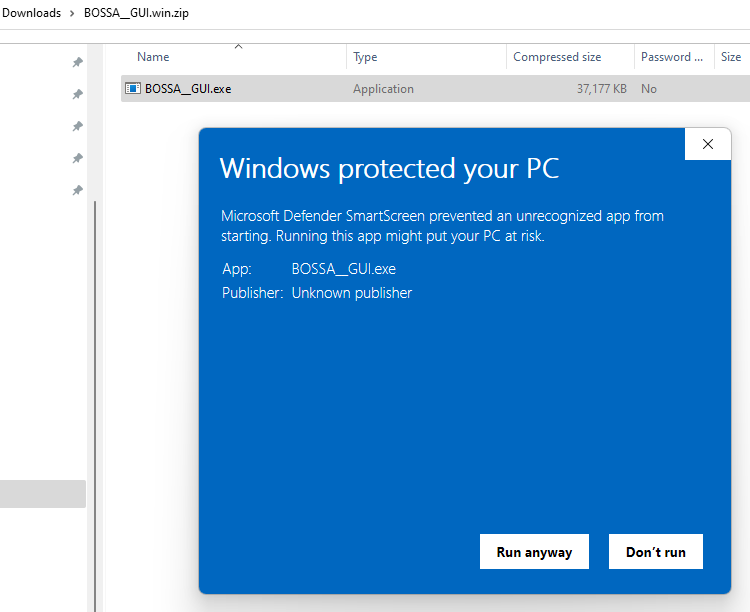 Downloads > BOSSA__GUI.win.zip
Name Type Compressed size Password ... Size
BOSSA__GUI.exe Application 37,177 KB No
Windows protected your PC
Microsoft Defender SmartScreen prevented an unrecognized app from
starting. Running this app might put your PC at risk.
App: BOSSA__GUI.exe
Publisher: Unknown publisher
Run anyway Don't run